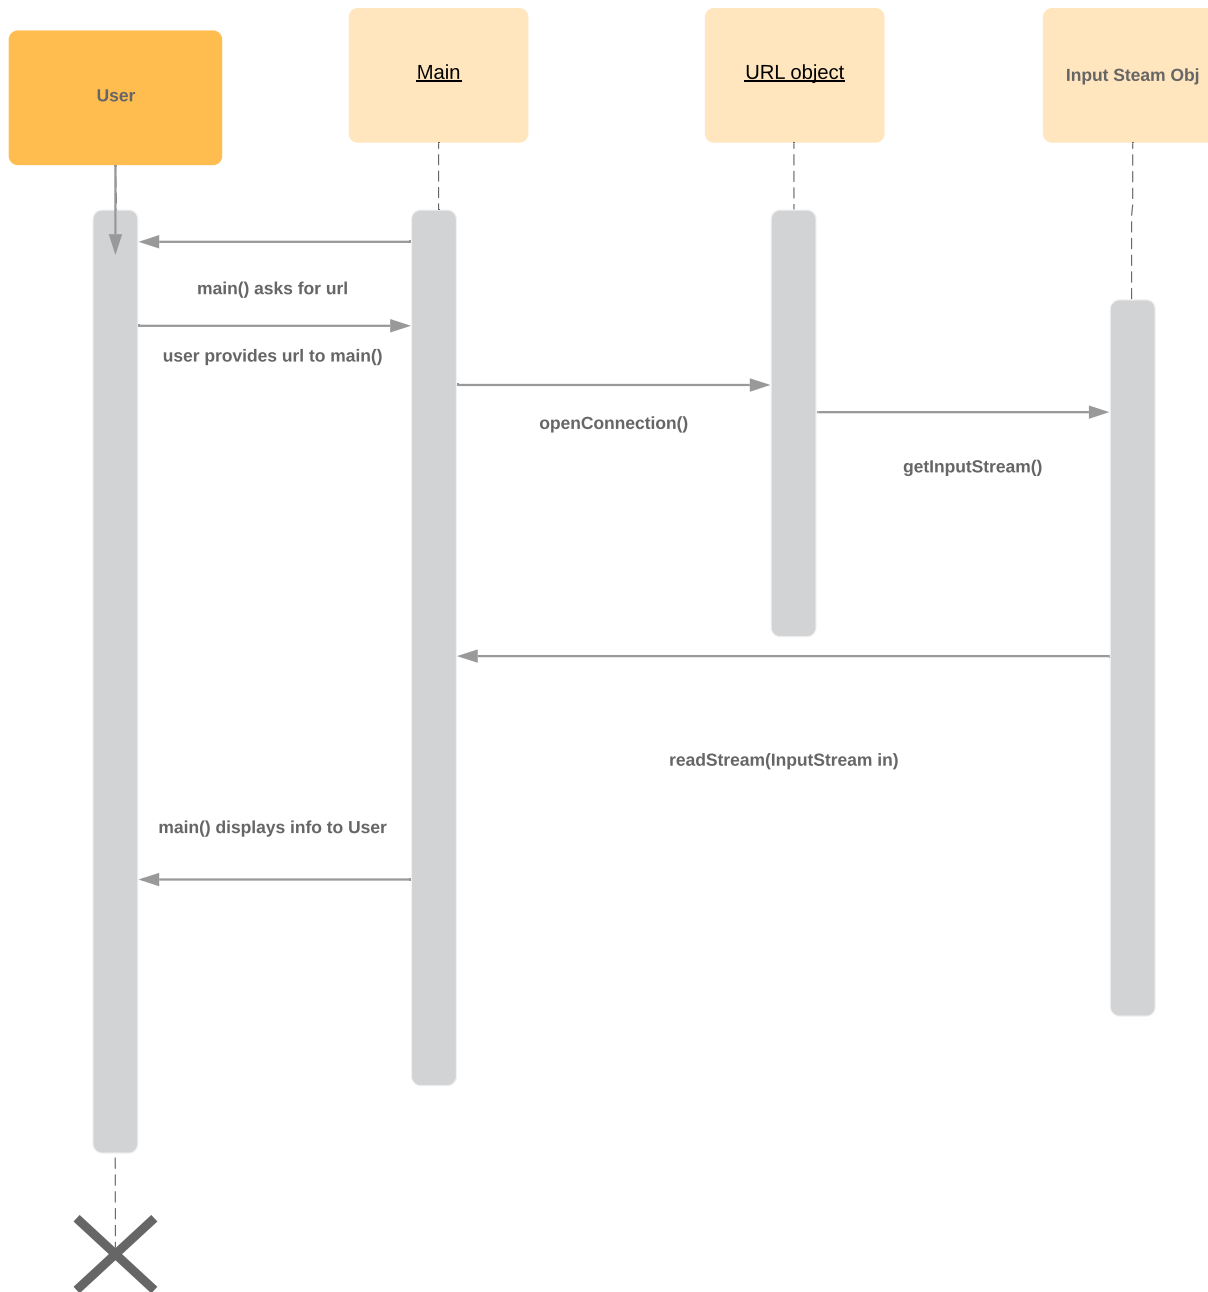 User
Main
URL object
Input Steam Obj
main() asks for url
user provides url to main()
openConnection()
getInputStream()
readStream(InputStream in)
main() displays info to User